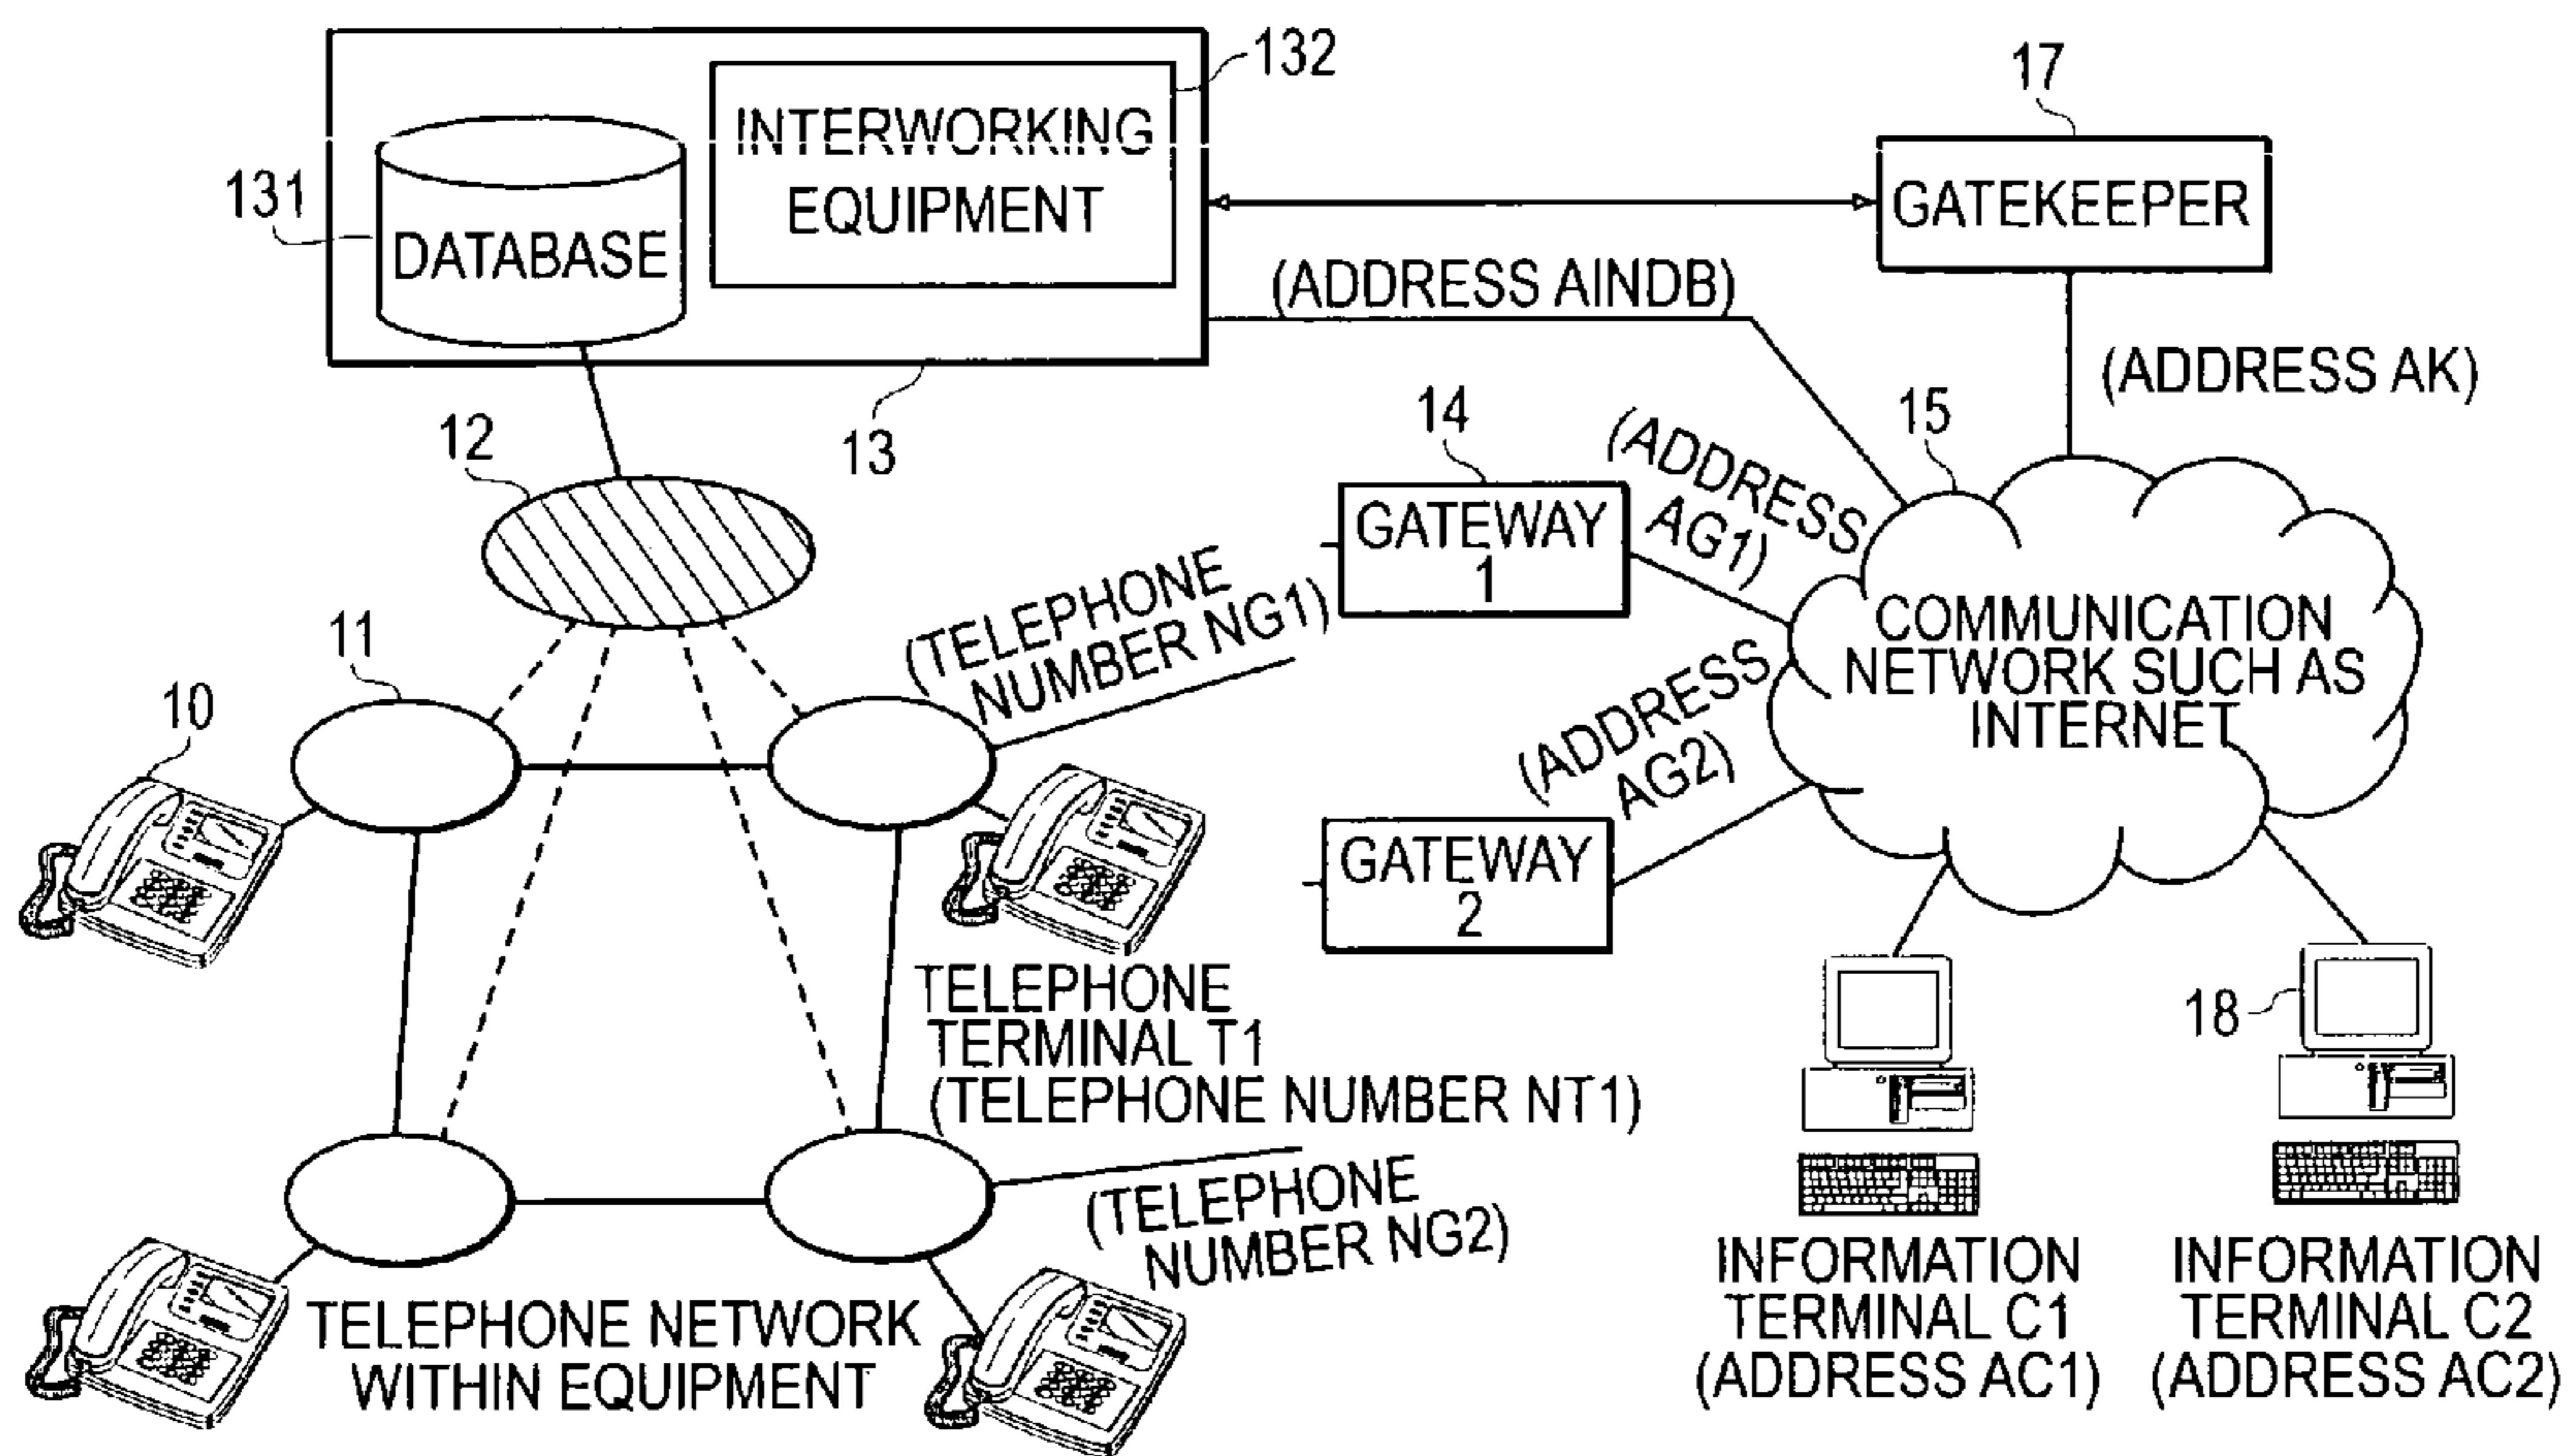 132
INTERWORKING
EQUIPMENT
131
DATABASE
17
GATEKEEPER
(ADDRESS AINDB)
(ADDRESS AK)
13
12
14
(ADDRESS
AG1)
15
GATEWAY
1
COMMUNICATION
NETWORK SUCH AS
INTERNET
11
(TELEPHONE
NUMBER NG1)
10
(ADDRESS
AG2)
GATEWAY
2
TELEPHONE
TERMINAL T1
(TELEPHONE NUMBER NT1)
18
(TELEPHONE
NUMBER NG2)
TELEPHONE NETWORK
WITHIN EQUIPMENT
INFORMATION
TERMINAL C1
(ADDRESS AC1)
INFORMATION
TERMINAL C2
(ADDRESS AC2)